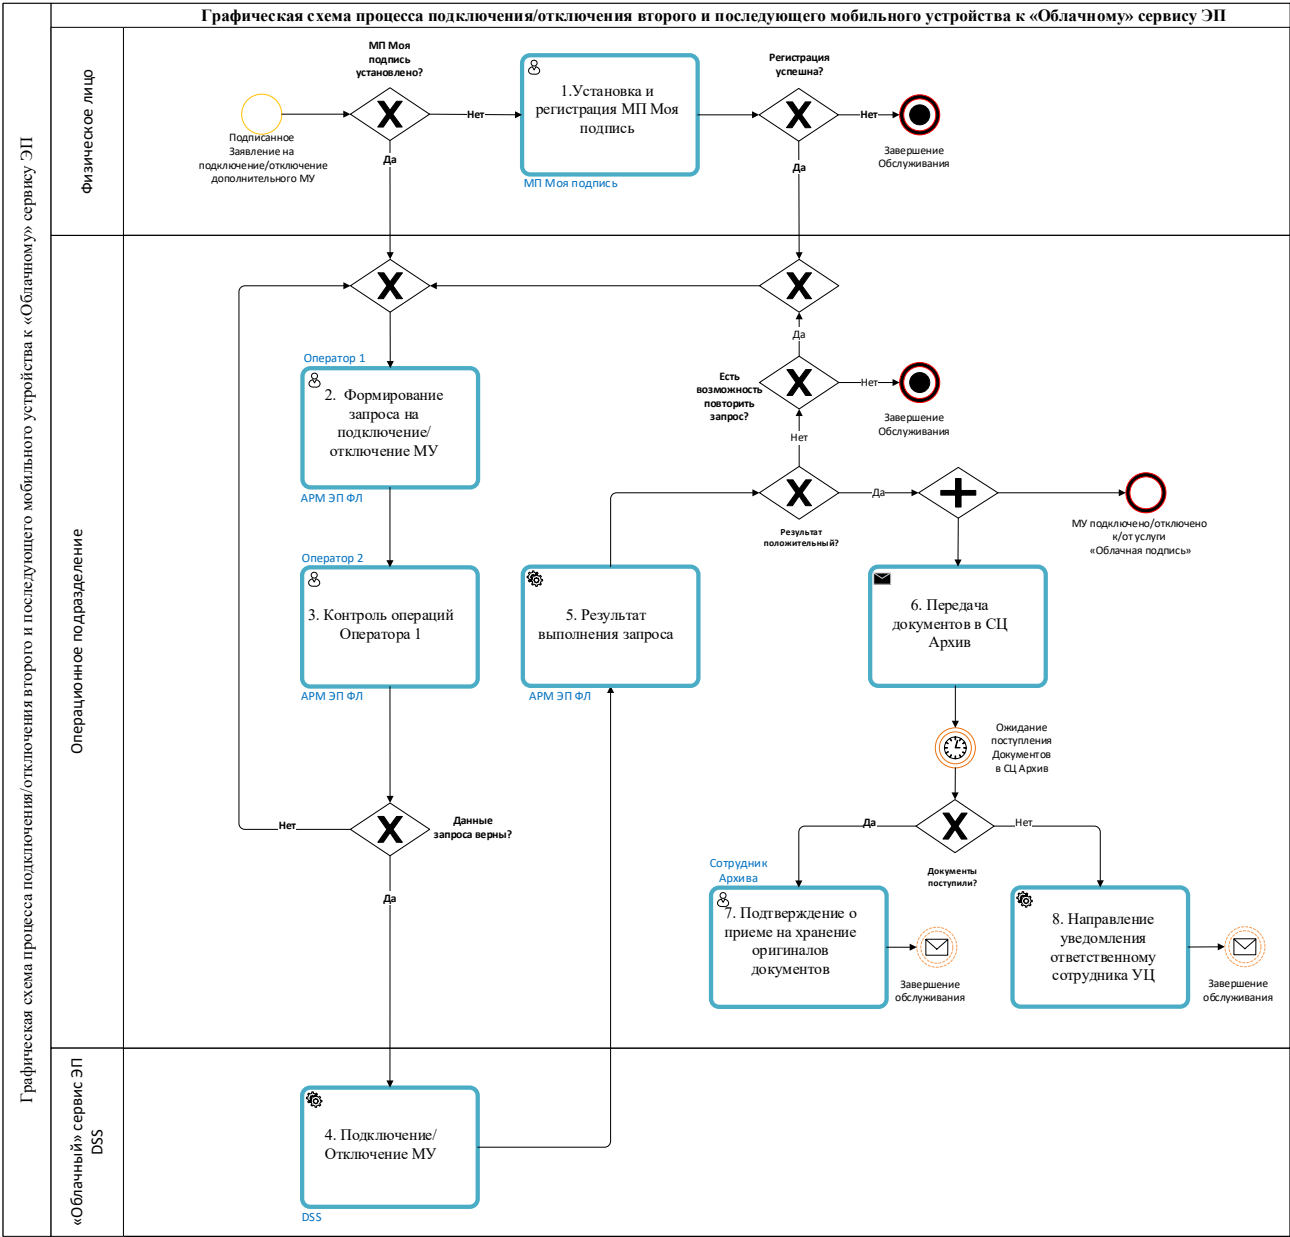 Графическая схема процесса подключения/отключения второго и последующего мобильного устройства к «Облачному» сервису ЭП
Графическая схема процесса подключения/отключения второго и последующего мобильного устройства к «Облачному» сервису ЭП
Физическое лицо
Подписанное
Заявление на
подключение/отключение
дополнительного МУ
МП Моя
подпись
установлено?
Нет
Да
1.Установка и
регистрация МП Моя
подпись
МП Моя подпись
Регистрация
успешна?
Нет
Да
Завершение
Обслуживания
Операционное подразделение
Оператор 1
2. Формирование
запроса на
подключение/
отключение МУ
АРМ ЭП ФЛ
Оператор 2
3. Контроль операций
Оператора 1
АРМ ЭП ФЛ
Данные
запроса верны?
Нет
Да
5. Результат
выполнения запроса
АРМ ЭП ФЛ
Да
Есть
возможность
повторить
запрос?
Нет
Завершение
Обслуживания
Нет
Результат
положительный?
Да
МУ подключено/отключено
к/от услуги
«Облачная подпись»
6. Передача
документов в СЦ
Архив
Ожидание
поступления
Документов
в СЦ Архив
Да
Нет
Документы
поступили?
Сотрудник
Архива
7. Подтверждение о
приеме на хранение
оригиналов
документов
Завершение
обслуживания
8. Направление
уведомления
ответственному
сотрудника УЦ
Завершение
обслуживания
«Облачный» сервис ЭП
DSS
4. Подключение/
Отключение МУ
DSS